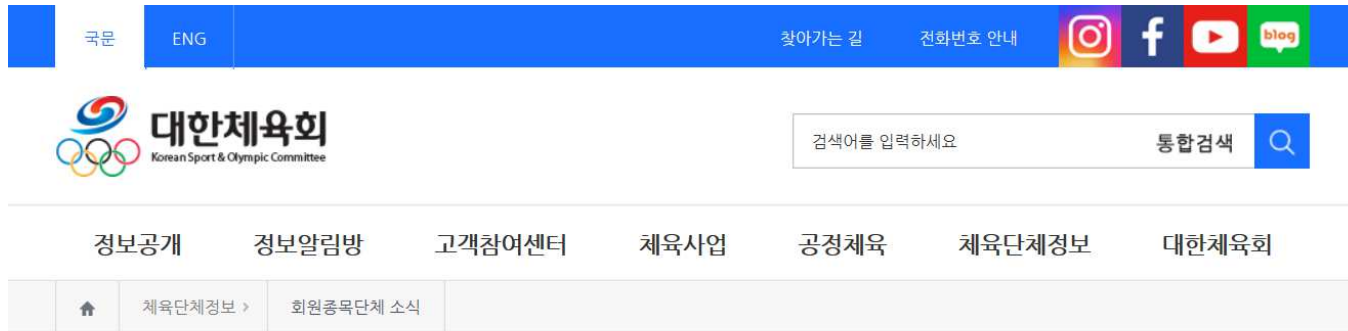 국문 ENG 찾아가는 길 전화번호 안내 blog
대한체육회
Korean Sport & Olympic Committee
검색어를 입력하세요 통합검색
정보공개 정보알림방 고객참여센터 체육사업 공정체육 체육단체정보 대한체육회
체육단체정보 > 회원종목단체 소식